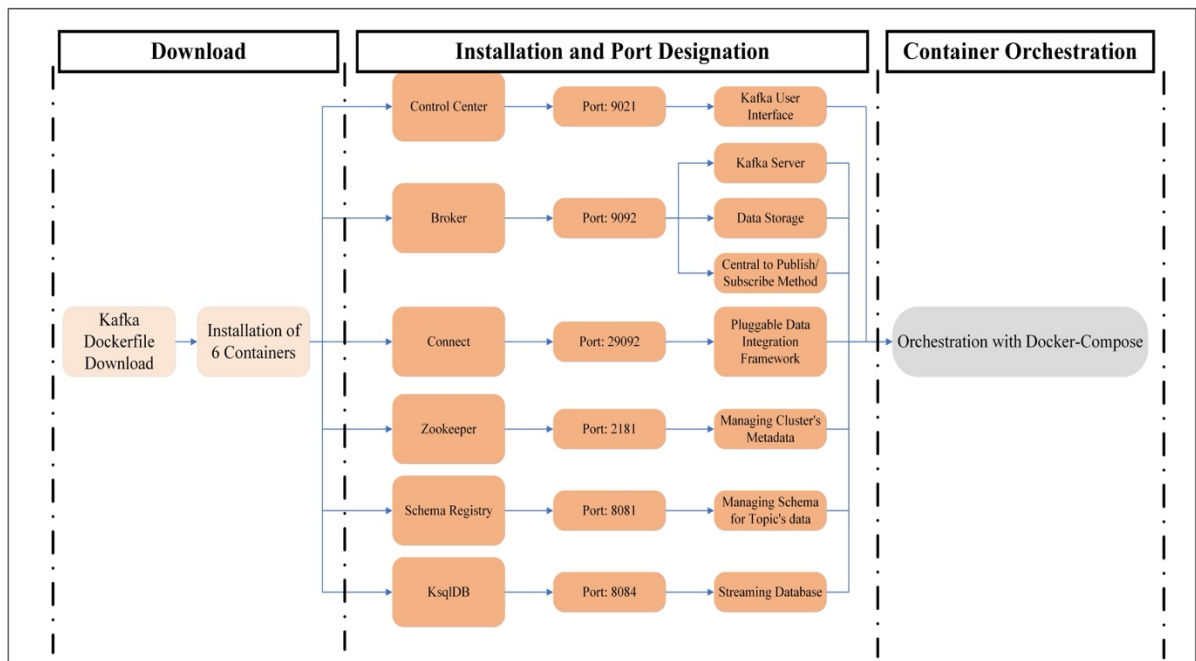 Download
Installation and Port Designation
Container Orchestration
Control Center
Port: 9021
Kafka User
Interface
Kafka Server
Broker
Port: 9092
Data Storage
Central to Publish/
Subscribe Method
Kafka
Dockerfile
Download
Installation of
6 Containers
Connect
Port: 29092
Pluggable Data
Integration
Framework
Orchestration with Docker-Compose
Zookeeper
Port: 2181
Managing Cluster's
Metadata
Schema Registry
Port: 8081
Managing Schema
for Topic's data
KsqlDB
Port: 8084
Streaming Database